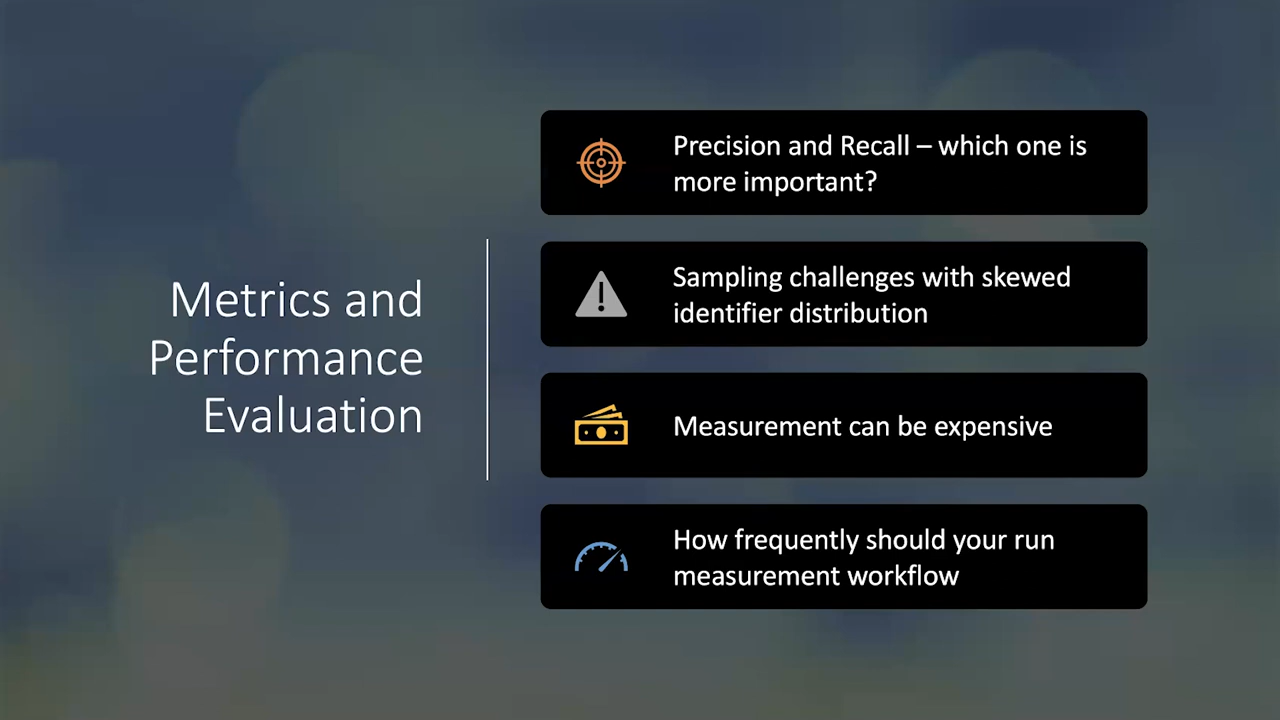 Metrics and
Performance
Evaluation
Precision and Recall – which one is
more important?
Sampling challenges with skewed
identifier distribution
Measurement can be expensive
How frequently should your run
measurement workflow